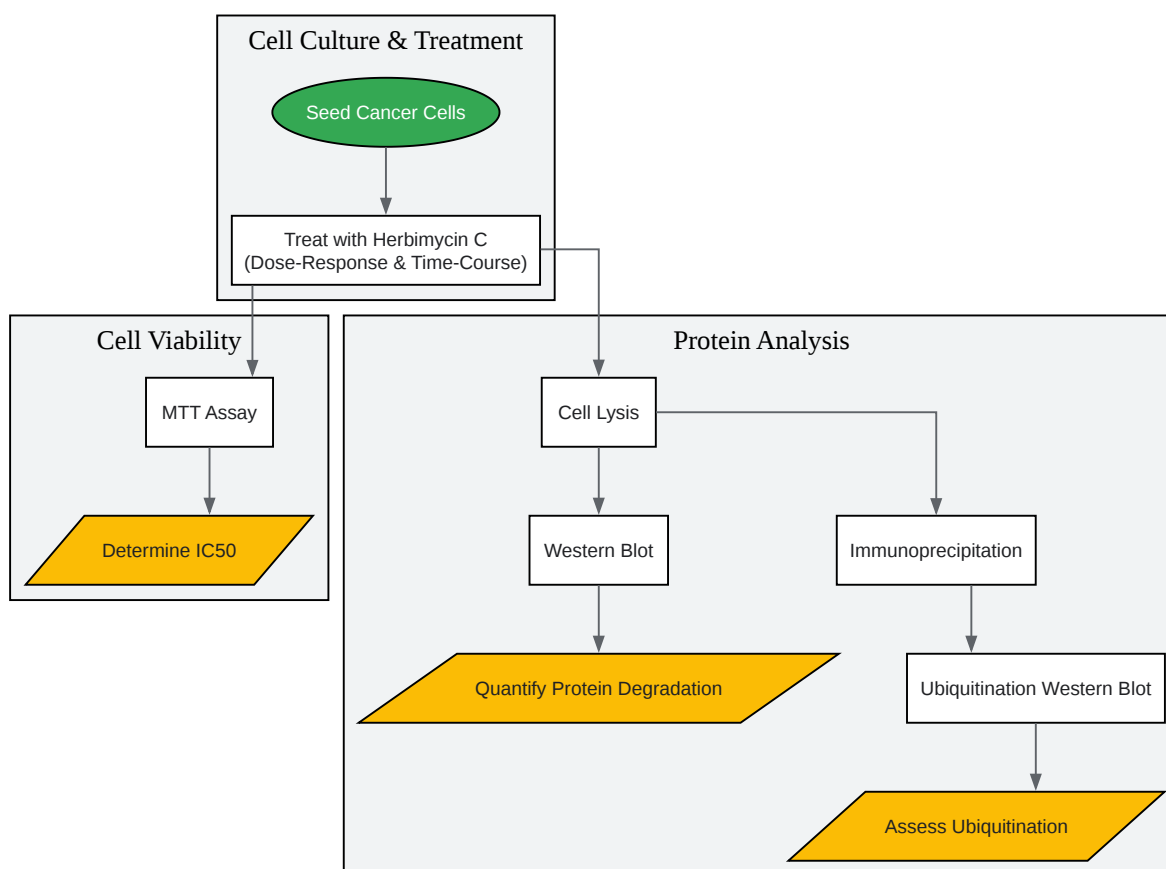 Cell Culture & Treatment
Seed Cancer Cells
Treat with Herbimycin C
(Dose-Response & Time-Course)
Cell Viability
MTT Assay
Determine IC50
Protein Analysis
Cell Lysis
Western Blot
Immunoprecipitation
Quantify Protein Degradation
Ubiquitination Western Blot
Assess Ubiquitination